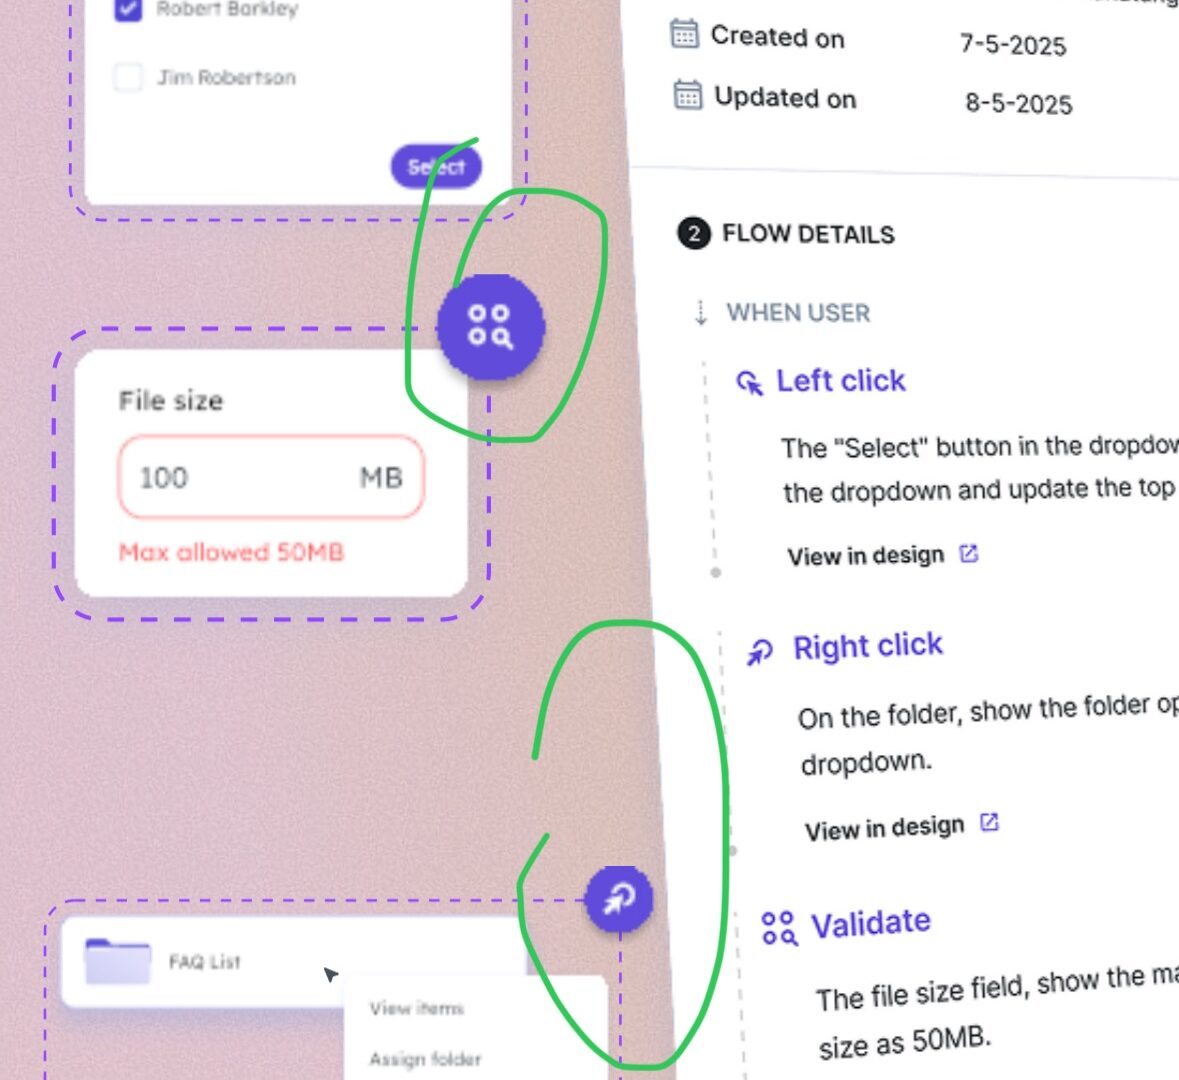 Robert Barkley
Jim Robertson
Select
File size
100 MB
Max allowed 50MB
FAQ List
View items
Assign folder
Created on 7-5-2025
Updated on 8-5-2025
2 FLOW DETAILS
WHEN USER
Left click
The "Select" button in the
the dropdown and update the top
View in design
Right click
On the folder, show the folder
dropdown.
View in design
Validate
The file size field, show the
size as 50MB.